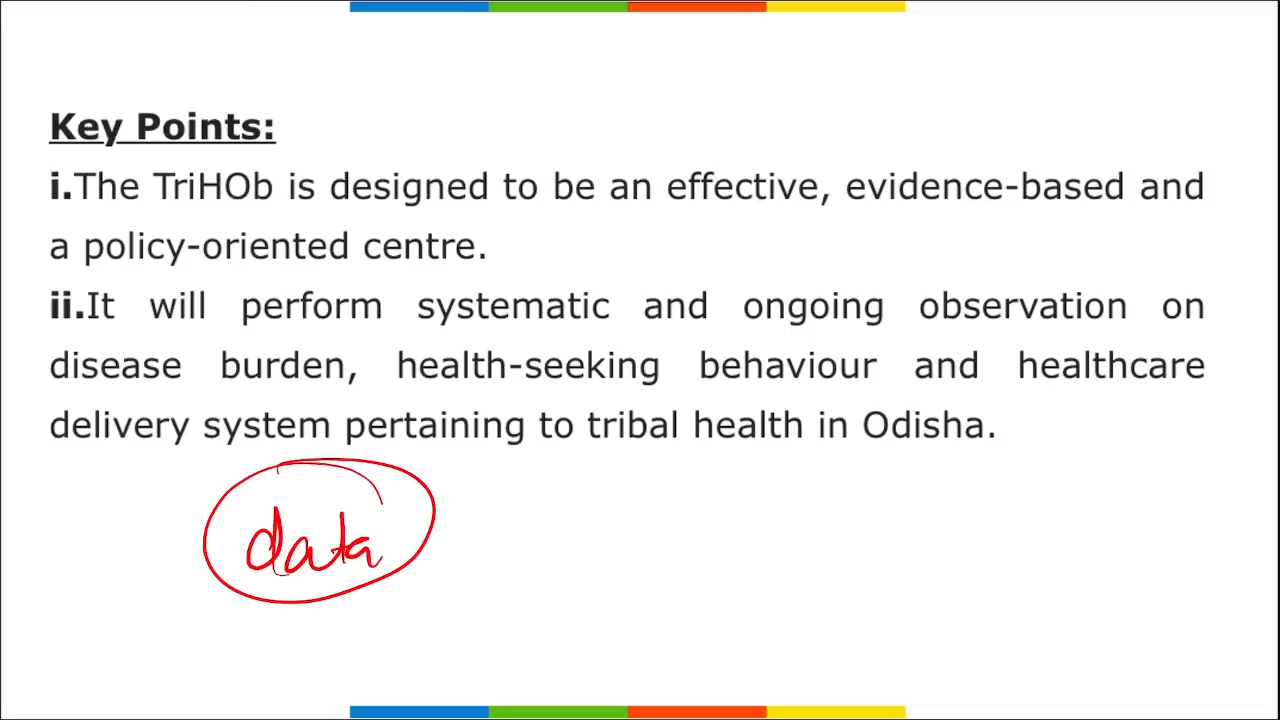 Key Points:
i.The TriHOb is designed to be an effective, evidence-based and
a policy-oriented centre.
ii.It will perform systematic and ongoing observation on
disease burden, health-seeking behaviour and healthcare
delivery system pertaining to tribal health in Odisha.
data